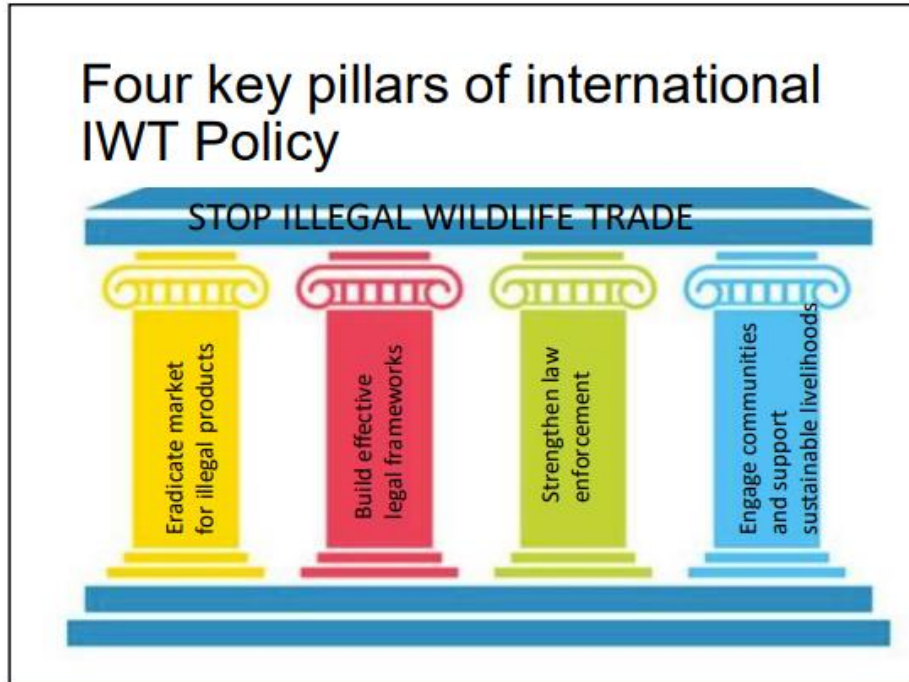 Four key pillars of international
IWT Policy
STOP ILLEGAL WILDLIFE TRADE
Eradicate market
for illegal products
Build effective
legal frameworks
Strengthen law
enforcement
Engage communities
and support
sustainable livelihoods